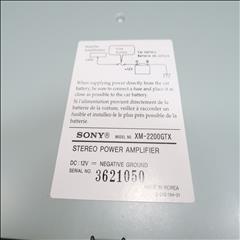 +12V
When supplying power directly from the car
battery, be sure to connect a fuse and place it as
close as possible to the car battery.
Si l'alimentation provient directement de la
batterie de la voiture, veillez à raccorder un
fusible et installez-le le plus près possible de
la batterie.
SONY® MODEL NO. XM-2200GTX
STEREO POWER AMPLIFIER
DC 12V NEGATIVE GROUND
SERIAL NO. 3621050
MADE IN KOREA